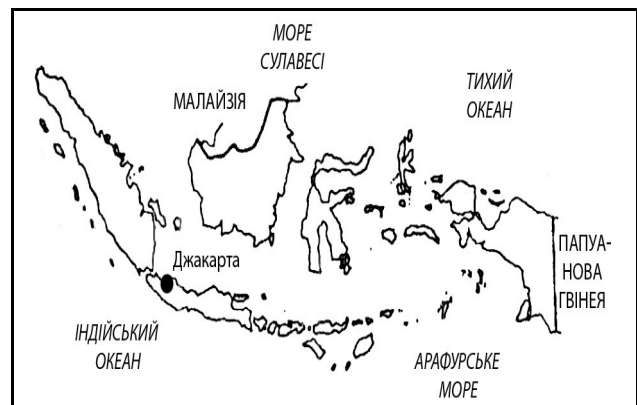 МОРЕ
СУЛАВЕСІ
ТИХИЙ
ОКЕАН
МАЛАЙЗІЯ
ПАПУА-
НОВА
ГВІНЕЯ
Джакарта
ІНДІЙСЬКИЙ
ОКЕАН
АРАФУРСЬКЕ
МОРЕ